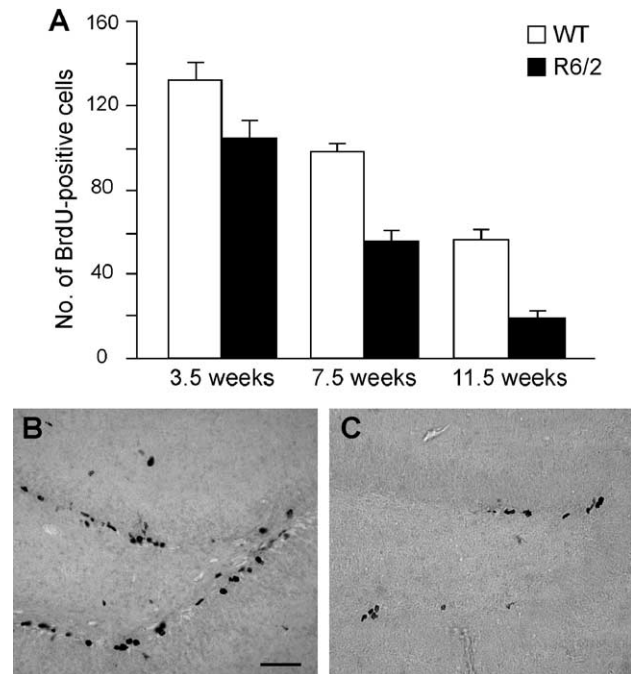 A
160
120
80
40
0
No. of BrdU-positive cells
WT
R6/2
3.5 weeks
7.5 weeks
11.5 weeks
B
C